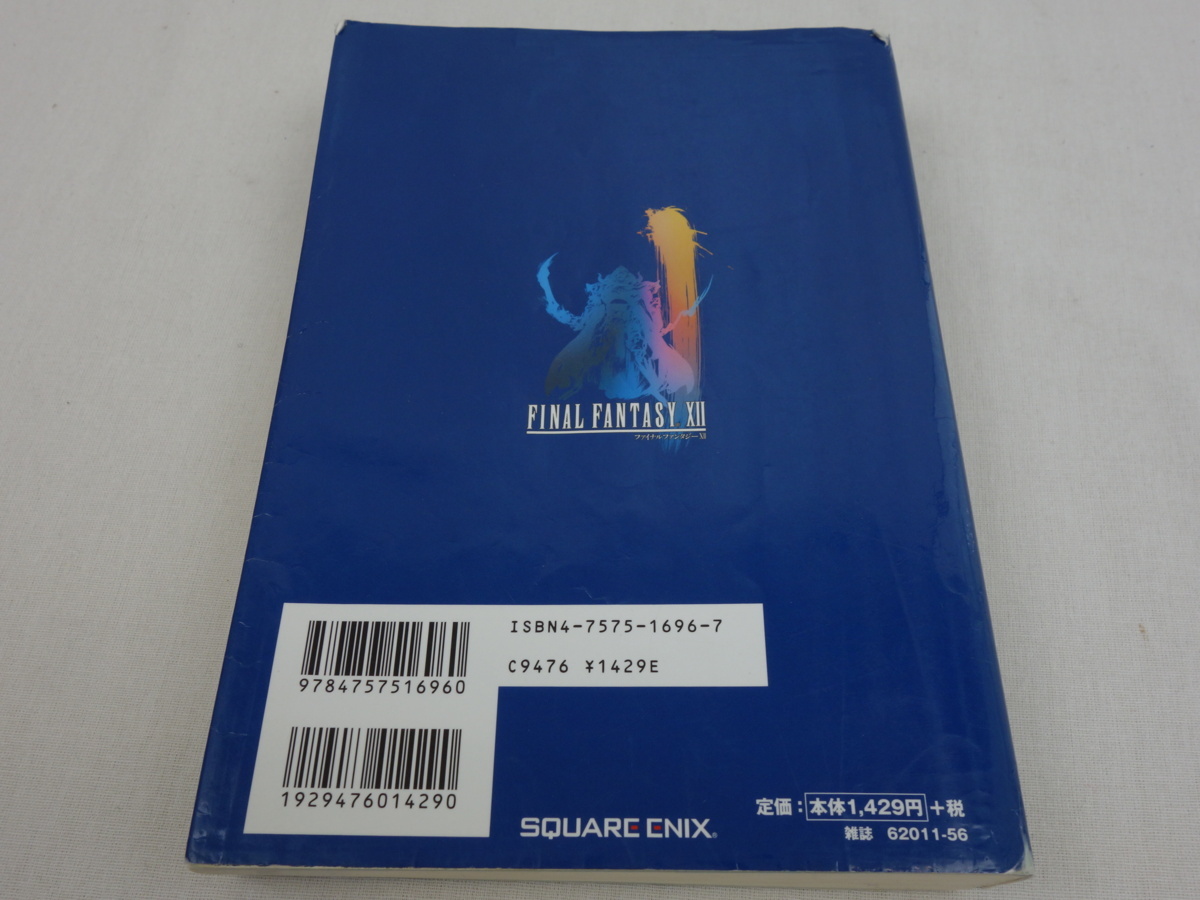 FINAL FANTASY XII
ファイナルファンタジーXII
ISBN4-7575-1696-7
C9476 ¥1429E
9784757516960
1929476014290
定価：本体1,429円+税
雑誌 62011-56
SQUARE ENIX®